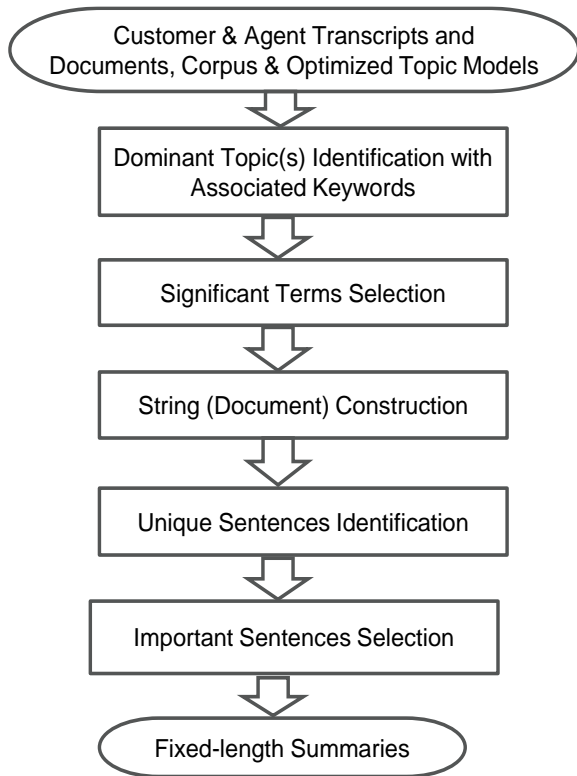 Customer & Agent Transcripts and
Documents, Corpus & Optimized Topic Models
Dominant Topic(s) Identification with
Associated Keywords
Significant Terms Selection
String (Document) Construction
Unique Sentences Identification
Important Sentences Selection
Fixed-length Summaries